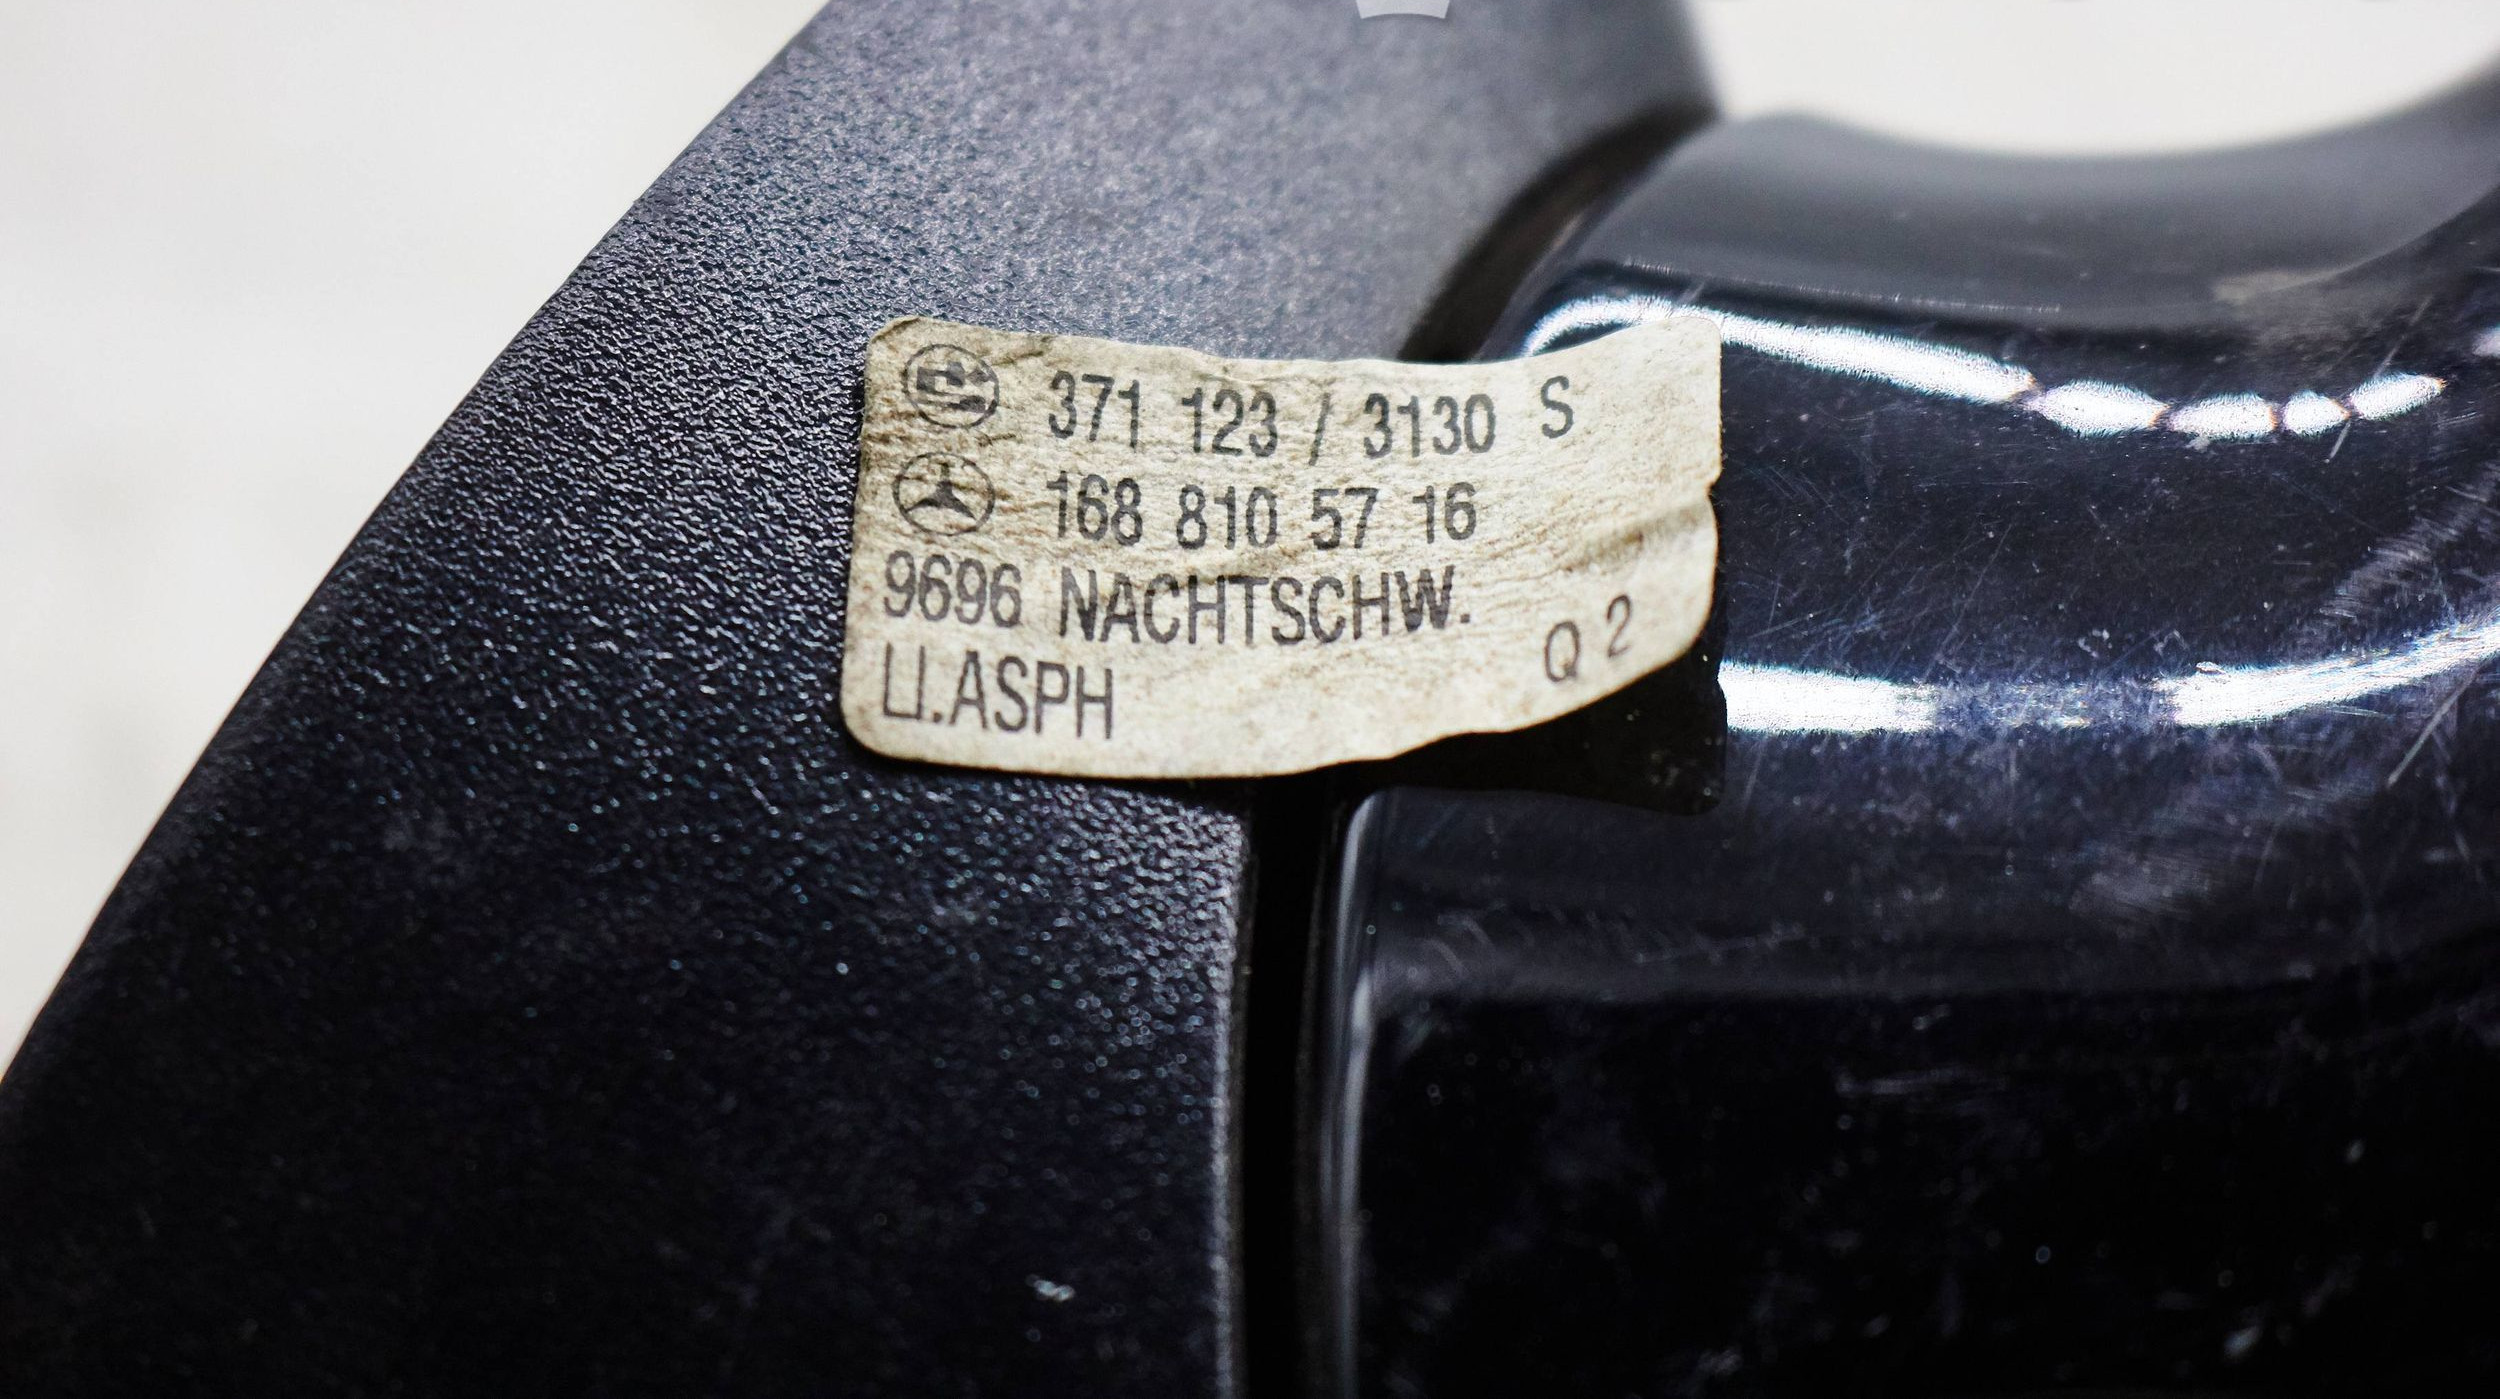 371 123 / 3130 S
168 810 57 16
9696 NACHTSCHW.
LI.ASPH
Q 2